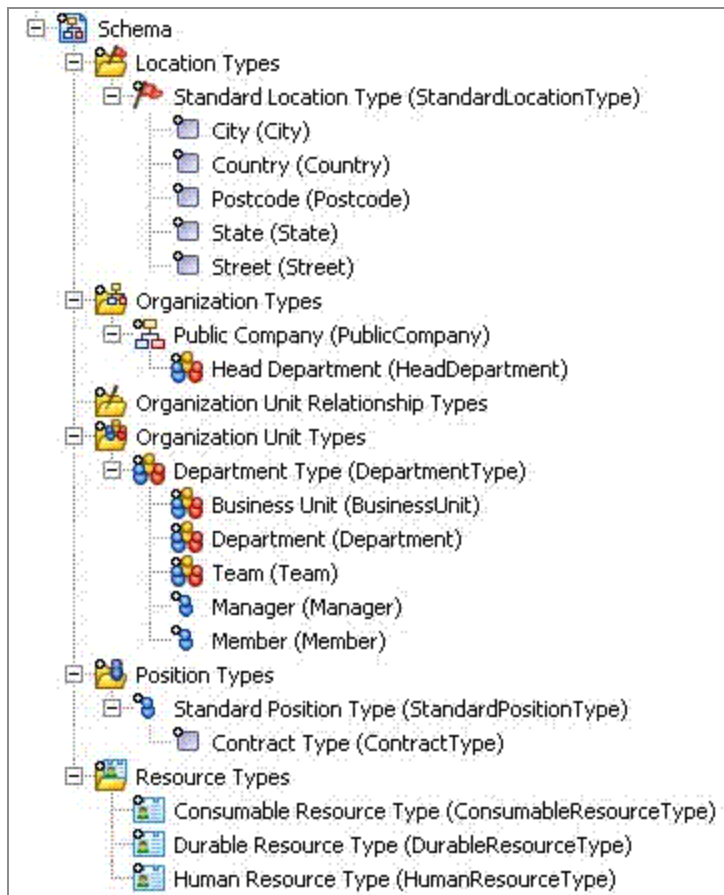 Schema
Location Types
Standard Location Type (StandardLocationType)
City (City)
Country (Country)
Postcode (Postcode)
State (State)
Street (Street)
Organization Types
Public Company (PublicCompany)
Head Department (HeadDepartment)
Organization Unit Relationship Types
Organization Unit Types
Department Type (DepartmentType)
Business Unit (BusinessUnit)
Department (Department)
Team (Team)
Manager (Manager)
Member (Member)
Position Types
Standard Position Type (StandardPositionType)
Contract Type (ContractType)
Resource Types
Consumable Resource Type (ConsumableResourceType)
Durable Resource Type (DurableResourceType)
Human Resource Type (HumanResourceType)